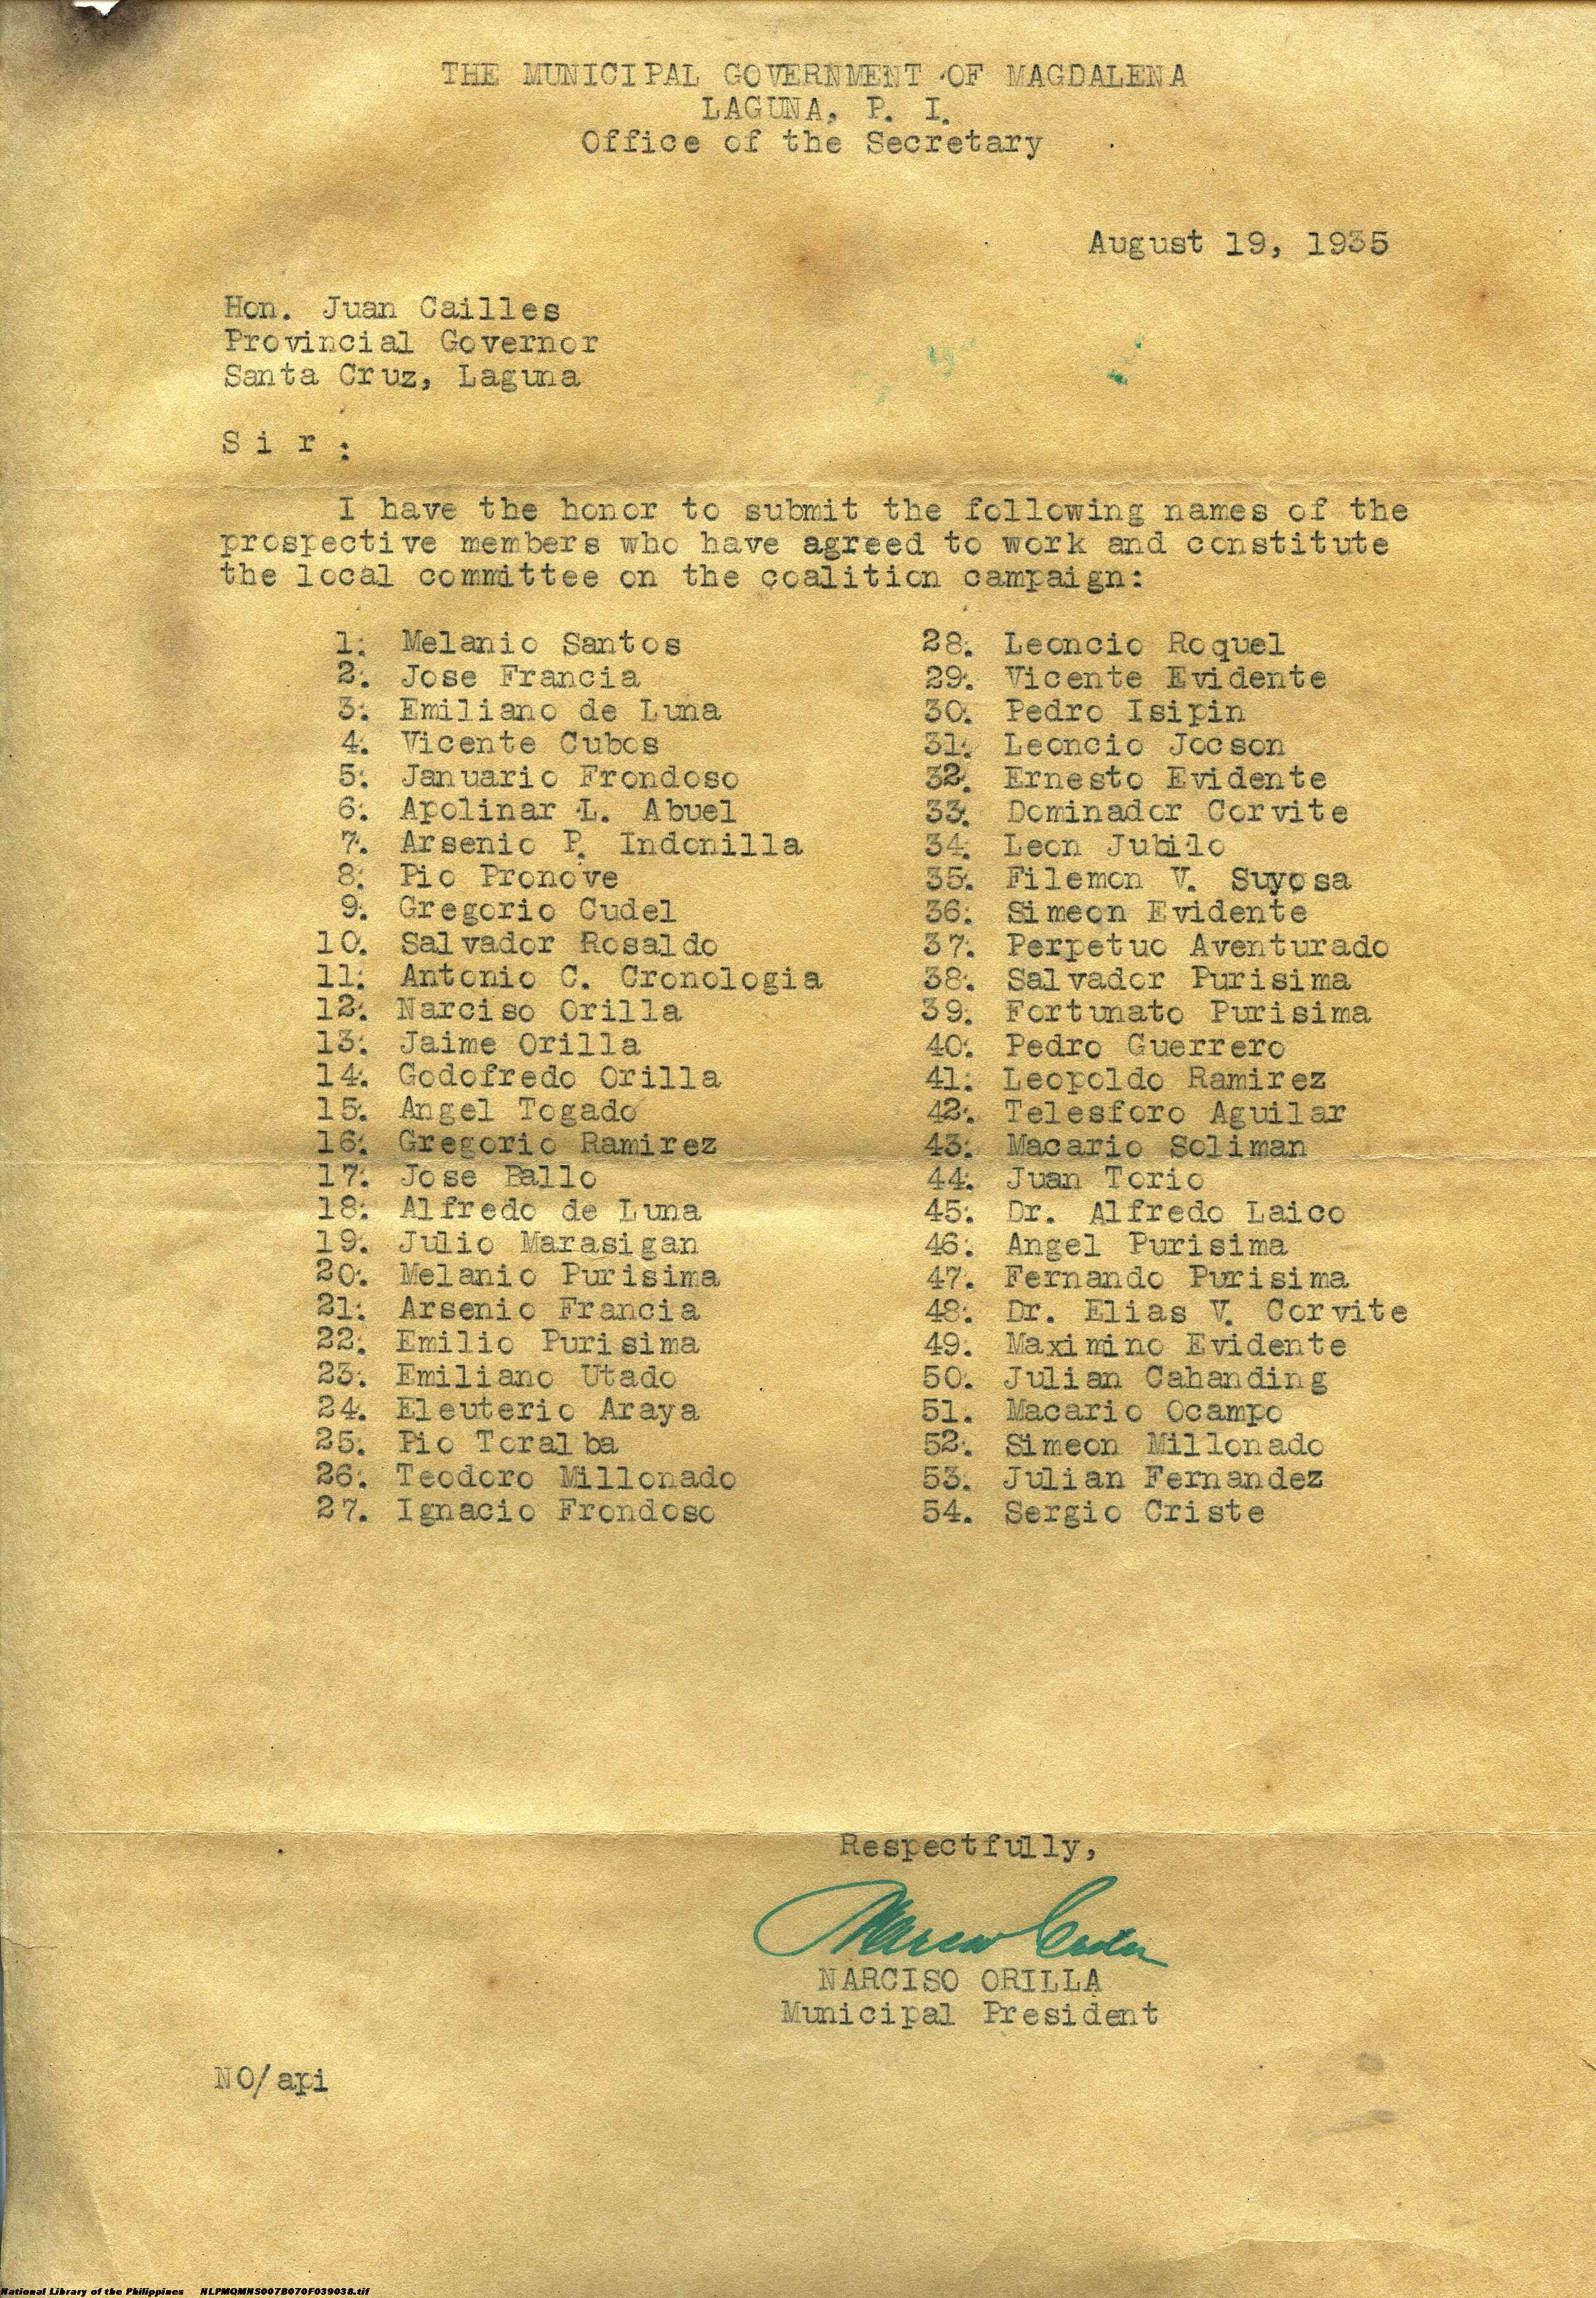 THE MUNICIPAL GOVERNMENT OF MAGDALENA
LAGUNA, P. I.
Office of the Secretary
August 19, 1935
Hon. Juan Cailles
Provincial Governor
Santa Cruz, Laguna
S i r :
I have the honor to submit the following names of the
prospective members who have agreed to work and constitute
the local committee on the coalition campaign:
1. Melanio Santos
2. Jose Francia
3. Emiliano de Luna
4. Vicente Cubos
5. Januario Frondoso
6. Apolinar L. Abuel
7. Arsenio P. Indonilla
8. Pio Pronove
9. Gregorio Cudel
10. Salvador Rosaldo
11. Antonio C. Cronologia
12. Narciso Orilla
13. Jaime Orilla
14. Godofredo Orilla
15. Angel Togado
16. Gregorio Ramirez
17. Jose Ballo
18. Alfredo de Luna
19. Julio Marasigan
20. Melanio Purisima
21. Arsenio Francia
22. Emilio Purisima
23. Emiliano Utado
24. Eleuterio Araya
25. Pio Toralba
26. Teodoro Millonado
27. Ignacio Frondoso
28. Leoncio Roquel
29. Vicente Evidente
30. Pedro Isipin
31. Leoncio Jocson
32. Ernesto Evidente
33. Dominador Corvite
34. Leon Jubilo
35. Filemon V. Suyosa
36. Simeon Evidente
37. Perpetuo Aventurado
38. Salvador Purisima
39. Fortunato Purisima
40. Pedro Guerrero
41. Leopoldo Ramirez
42. Telesforo Aguilar
43. Macario Soliman
44. Juan Torio
45. Dr. Alfredo Laico
46. Angel Purisima
47. Fernando Purisima
48. Dr. Elias V. Corvite
49. Maximino Evidente
50. Julian Cahanding
51. Macario Ocampo
52. Simeon Millonado
53. Julian Fernandez
54. Sergio Criste
Respectfully,
NARCISO ORILLA
Municipal President
NO/api
National Library of the Philippines NLPMQMNS007B070F039038.tif